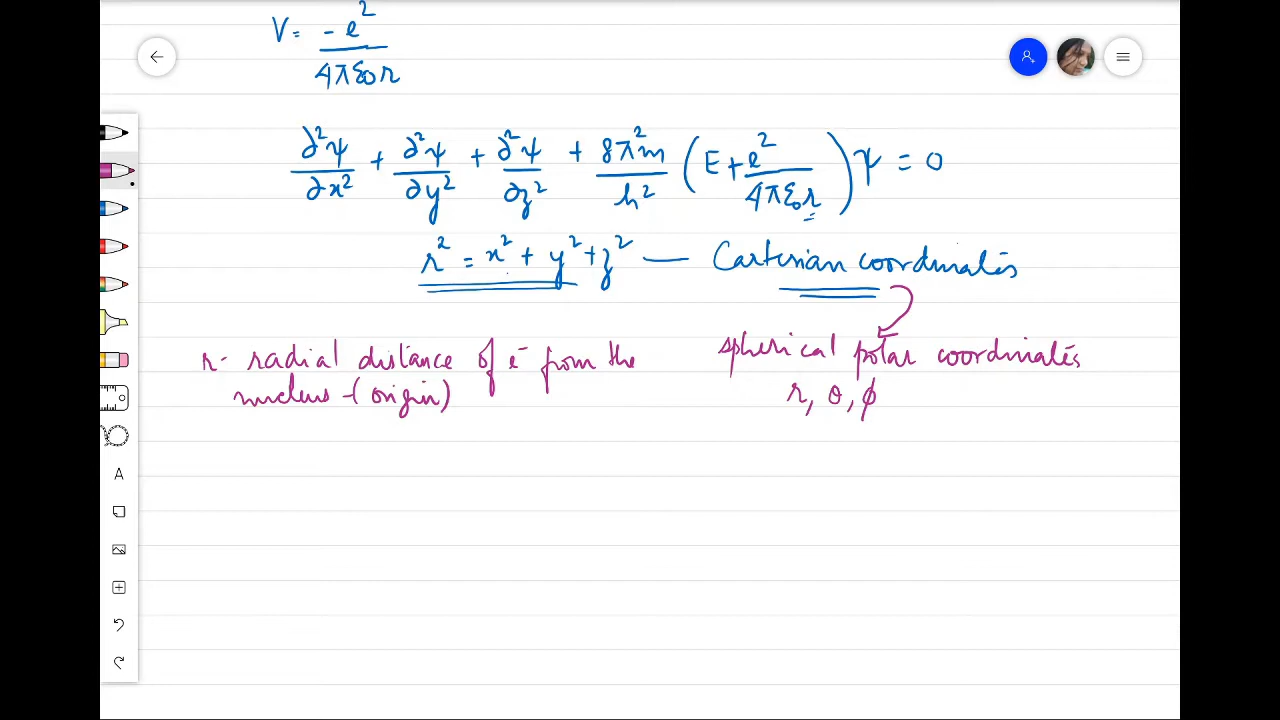 V = -e² / 4πε₀r
∂²ψ/∂x² + ∂²ψ/∂y² + ∂²ψ/∂z² + 8π²m/h² (E + e²/4πε₀r) ψ = 0
r² = x² + y² + z² — Cartesian coordinates
r - radial distance of e⁻ from the
nucleus - (origin)
spherical polar coordinates
r, θ, φ
A